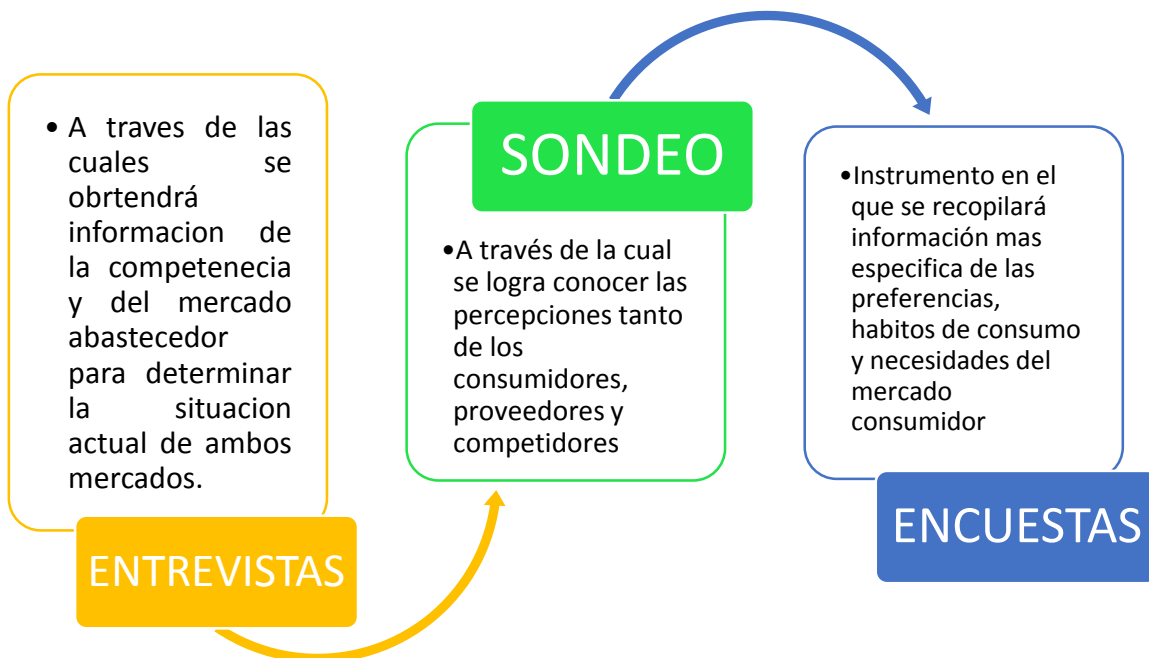 • A traves de las
cuales se
obrtendrá
informacion de
la competenecia
y del mercado
abastecedor
para determinar
la situacion
actual de ambos
mercados.
ENTREVISTAS
SONDEO
•A través de la cual
se logra conocer las
percepciones tanto
de los
consumidores,
proveedores y
competidores
•Instrumento en el
que se recopilará
información mas
especifica de las
preferencias,
habitos de consumo
y necesidades del
mercado
consumidor
ENCUESTAS